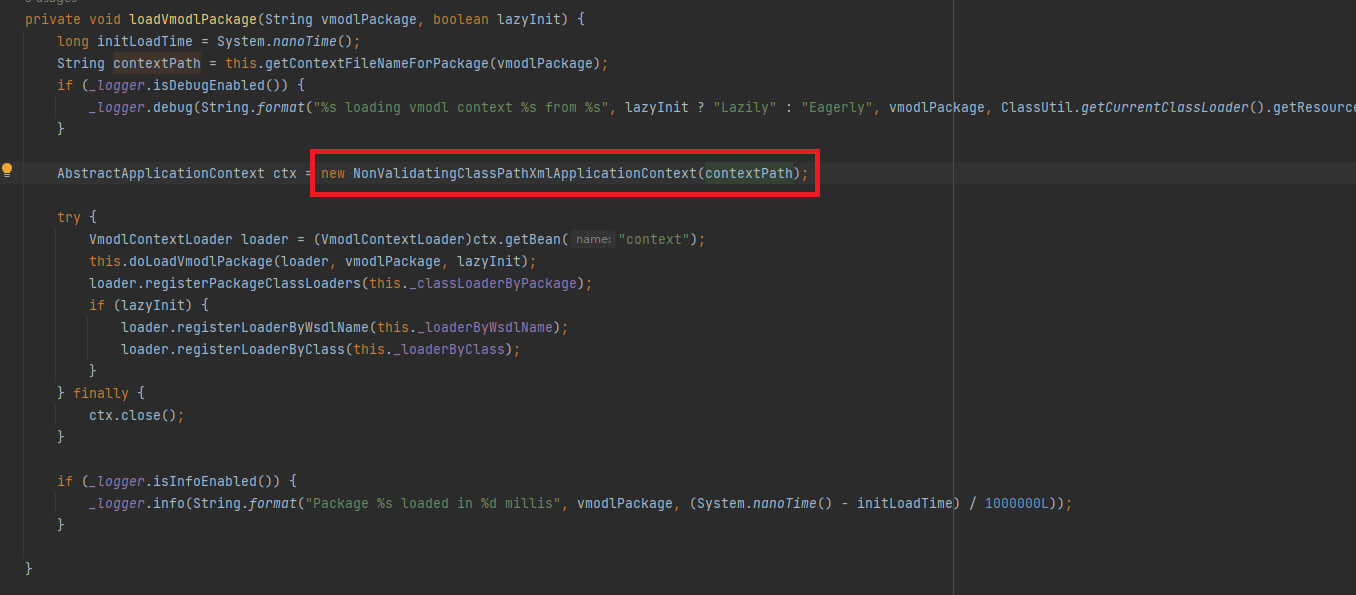 private void loadVmodlPackage(String vmodlPackage, boolean lazyInit) {
long initLoadTime = System.nanoTime();
String contextPath = this.getContextFileNameForPackage(vmodlPackage);
if (_logger.isDebugEnabled()) {
_logger.debug(String.format("%s loading vmodl context %s from %s", lazyInit ? "Lazily" : "Eagerly", vmodlPackage, ClassUtil.getCurrentClassLoader().getResource
}
AbstractApplicationContext ctx = new NonValidatingClassPathXmlApplicationContext(contextPath);
try {
VmodlContextLoader loader = (VmodlContextLoader)ctx.getBean( name: "context");
this.doLoadVmodlPackage(loader, vmodlPackage, lazyInit);
loader.registerPackageClassLoaders(this._classLoaderByPackage);
if (lazyInit) {
loader.registerLoaderByWsdlName(this._loaderByWsdlName);
loader.registerLoaderByClass(this._loaderByClass);
}
} finally {
ctx.close();
}
if (_logger.isInfoEnabled()) {
_logger.info(String.format("Package %s loaded in %d millis", vmodlPackage, (System.nanoTime() - initLoadTime) / 1000000L));
}
}